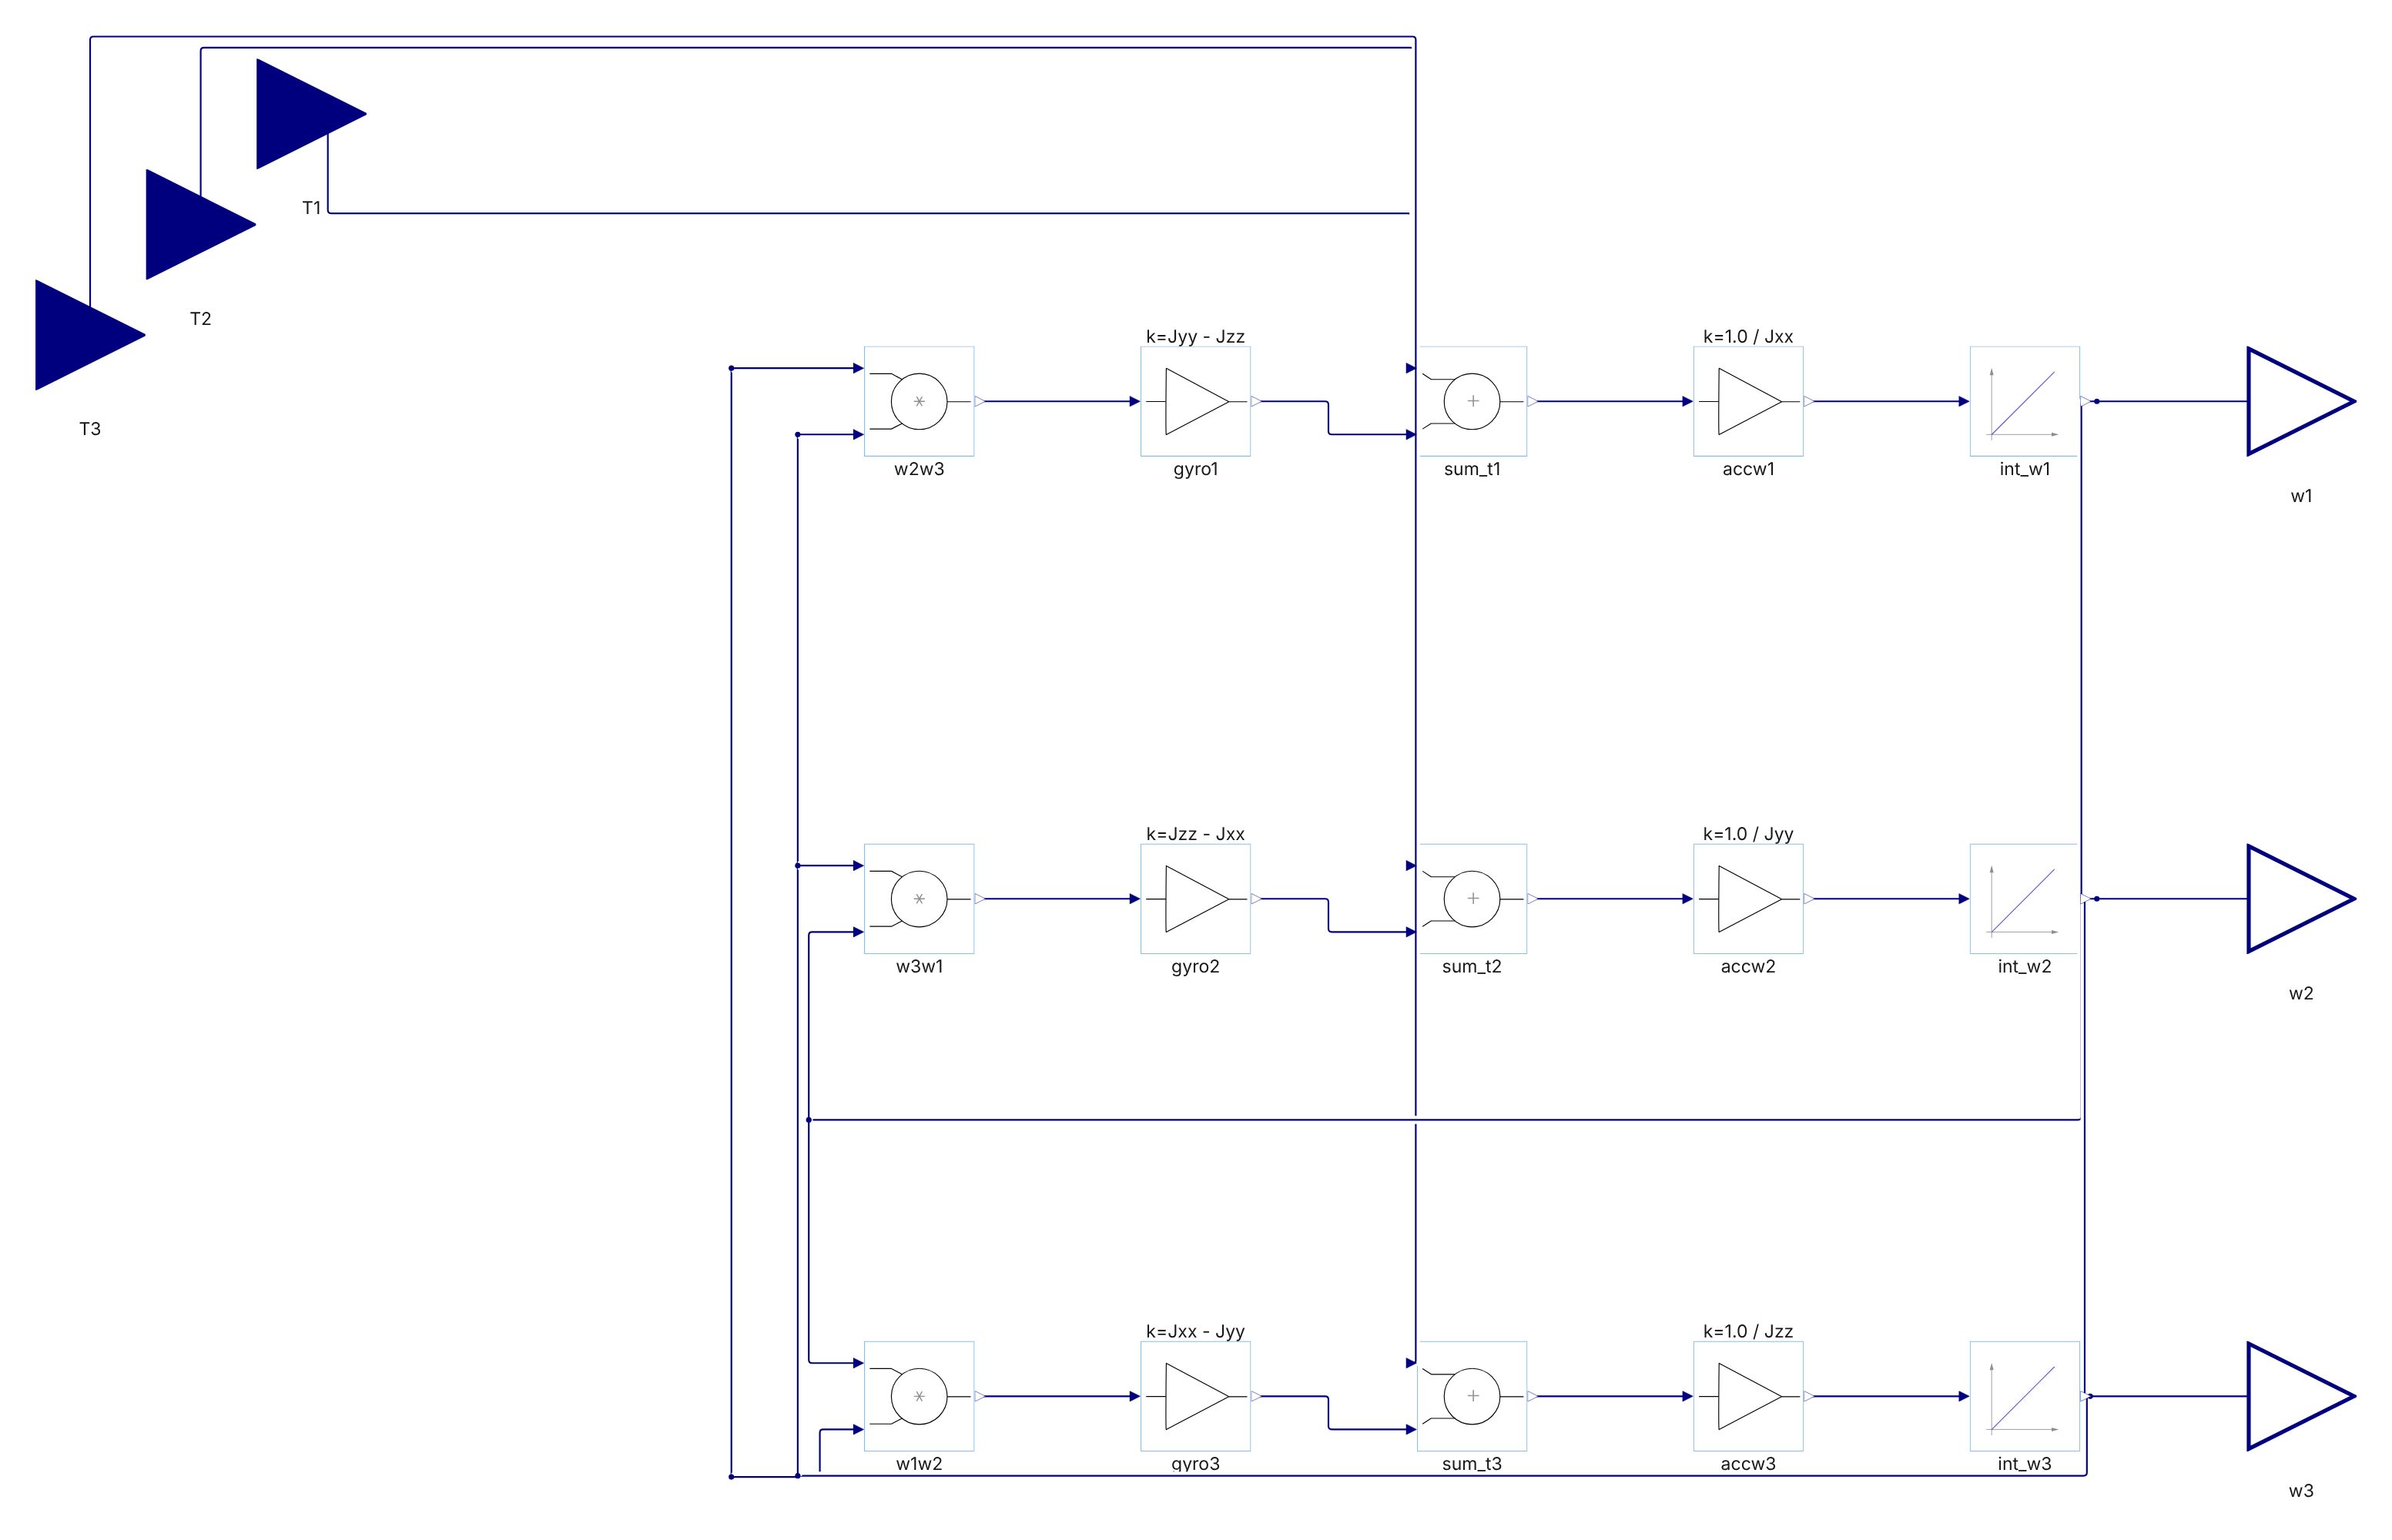 T1
T2
T3
k=Jyy - Jzz
k=1.0 / Jxx
*
+
w2w3
gyro1
sum_t1
accw1
int_w1
w1
k=Jzz - Jxx
k=1.0 / Jyy
*
+
w3w1
gyro2
sum_t2
accw2
int_w2
w2
k=Jxx - Jyy
k=1.0 / Jzz
*
+
w1w2
gyro3
sum_t3
accw3
int_w3
w3